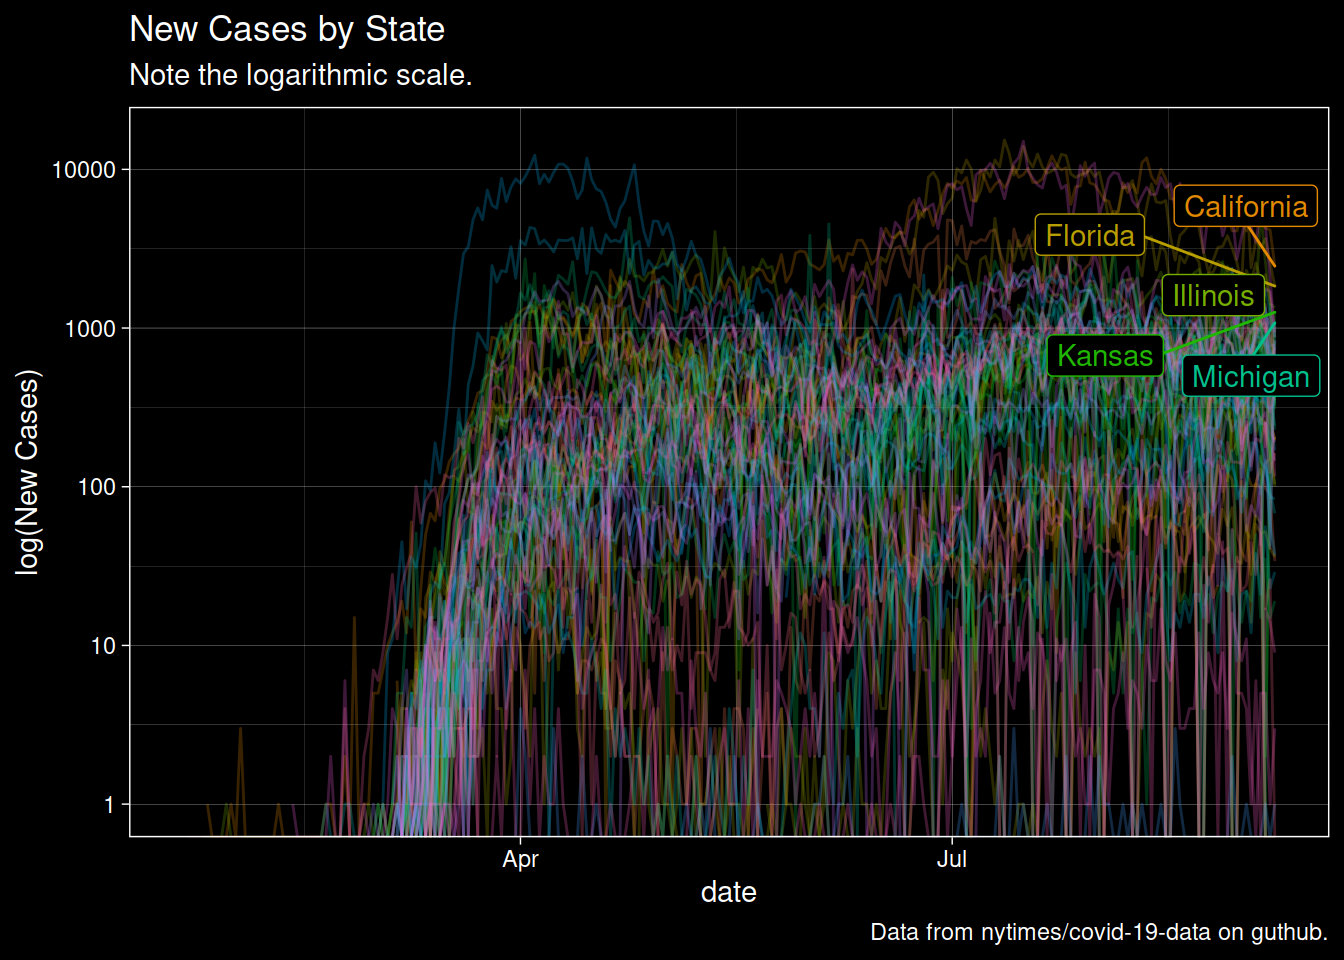 New Cases by State
Note the logarithmic scale.
log(New Cases)
10000
1000
100
10
1
California
Florida
Illinois
Kansas
Michigan
Apr
Jul
date
Data from nytimes/covid-19-data on guthub.